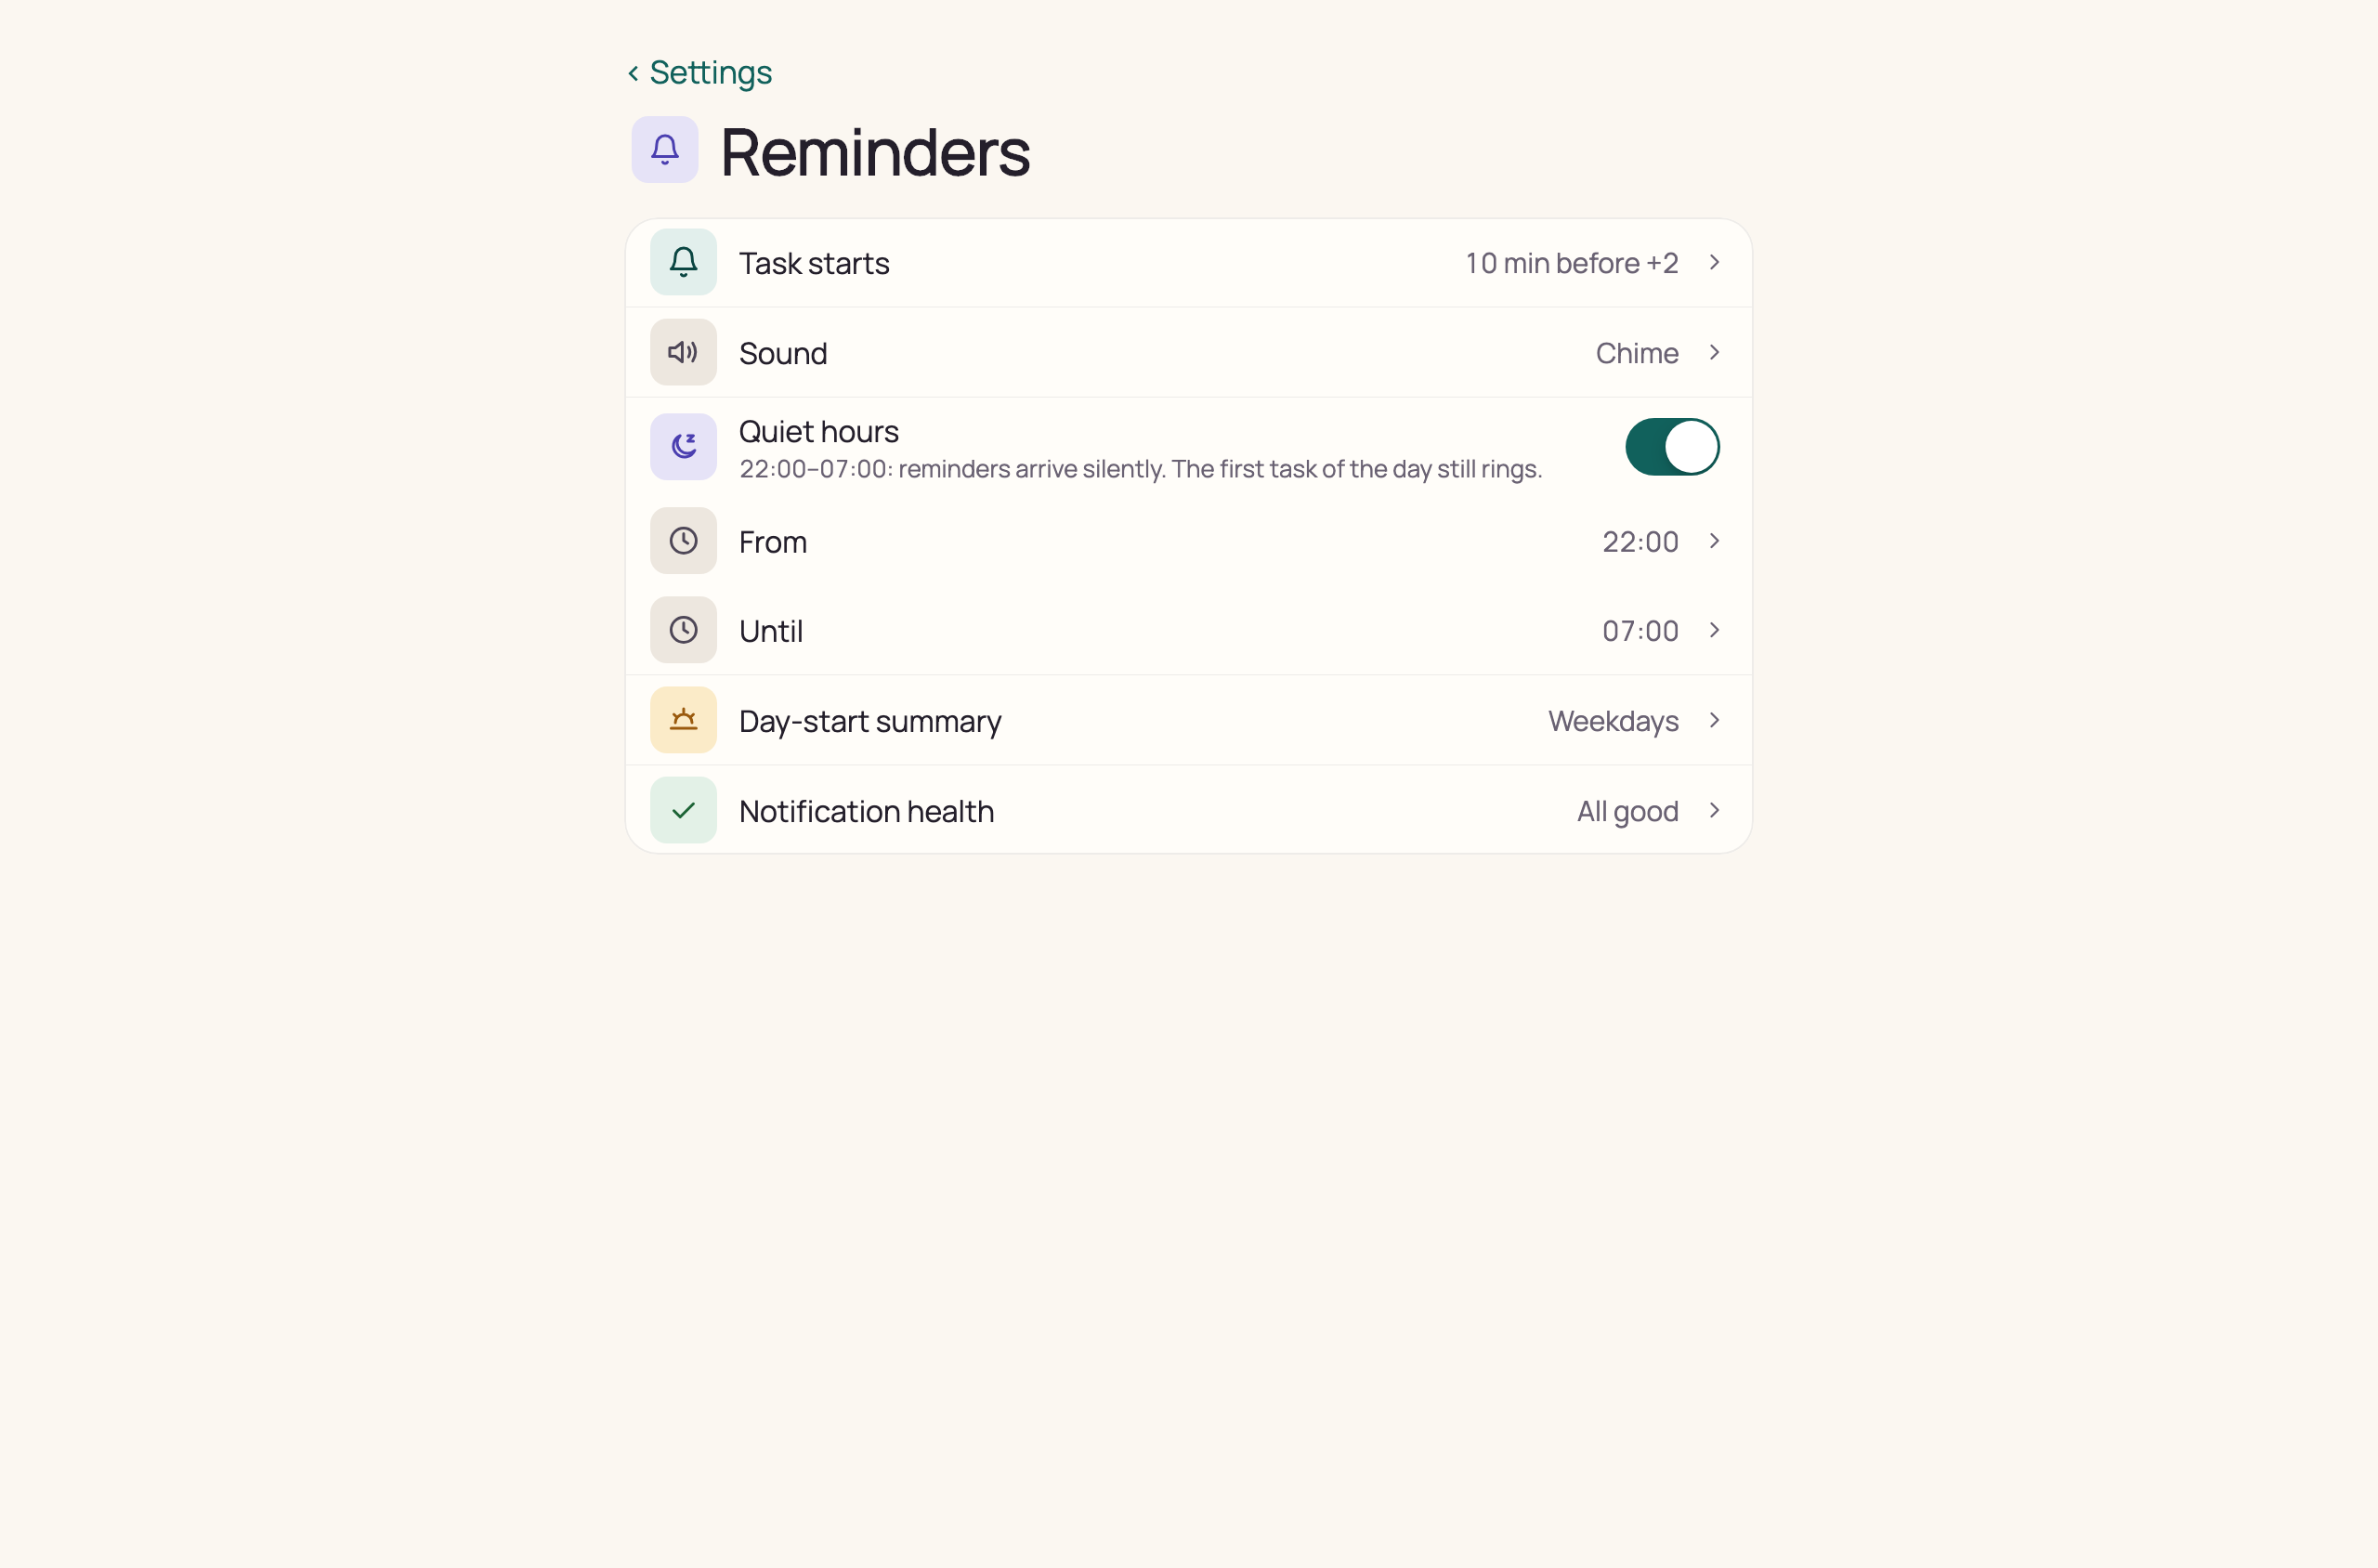 Settings
Reminders
Task starts
10 min before +2
Sound
Chime
Quiet hours
22:00–07:00: reminders arrive silently. The first task of the day still rings.
From
22:00
Until
07:00
Day-start summary
Weekdays
Notification health
All good